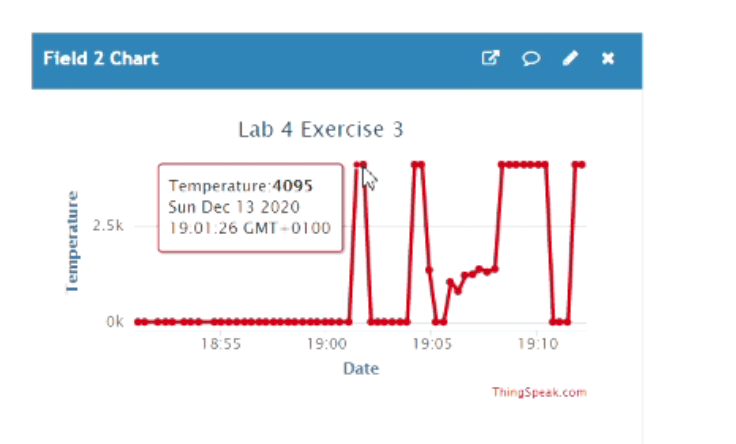 Field 2 Chart
Lab 4 Exercise 3
Temperature:4095
Sun Dec 13 2020
19:01:26 GMT+0100
Temperature
2.5k
0k
18:55 19:00 19:05 19:10
Date
ThingSpeak.com